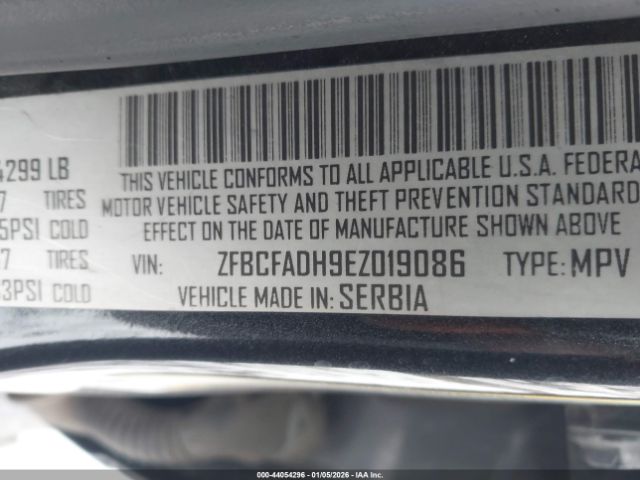 4299 LB
THIS VEHICLE CONFORMS TO ALL APPLICABLE U.S.A. FEDERA
7 TIRES MOTOR VEHICLE SAFETY AND THEFT PREVENTION STANDARD
5PSI COLD EFFECT ON THE DATE OF MANUFACTURE SHOWN ABOVE
7 TIRES VIN: ZFBCFADH9EZ019086 TYPE: MPV
3PSI COLD VEHICLE MADE IN SERBIA
000-44054296 - 01/05/2026 - IAA Inc.